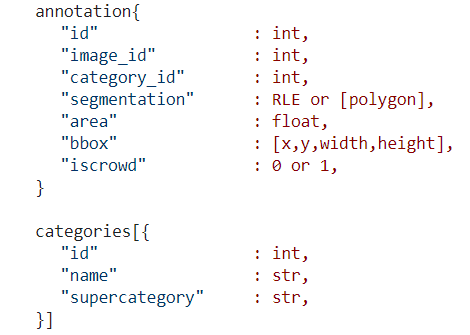 annotation{
"id" : int,
"image_id" : int,
"category_id" : int,
"segmentation" : RLE or [polygon],
"area" : float,
"bbox" : [x,y,width,height],
"iscrowd" : 0 or 1,
}
categories[{
"id" : int,
"name" : str,
"supercategory" : str,
}]